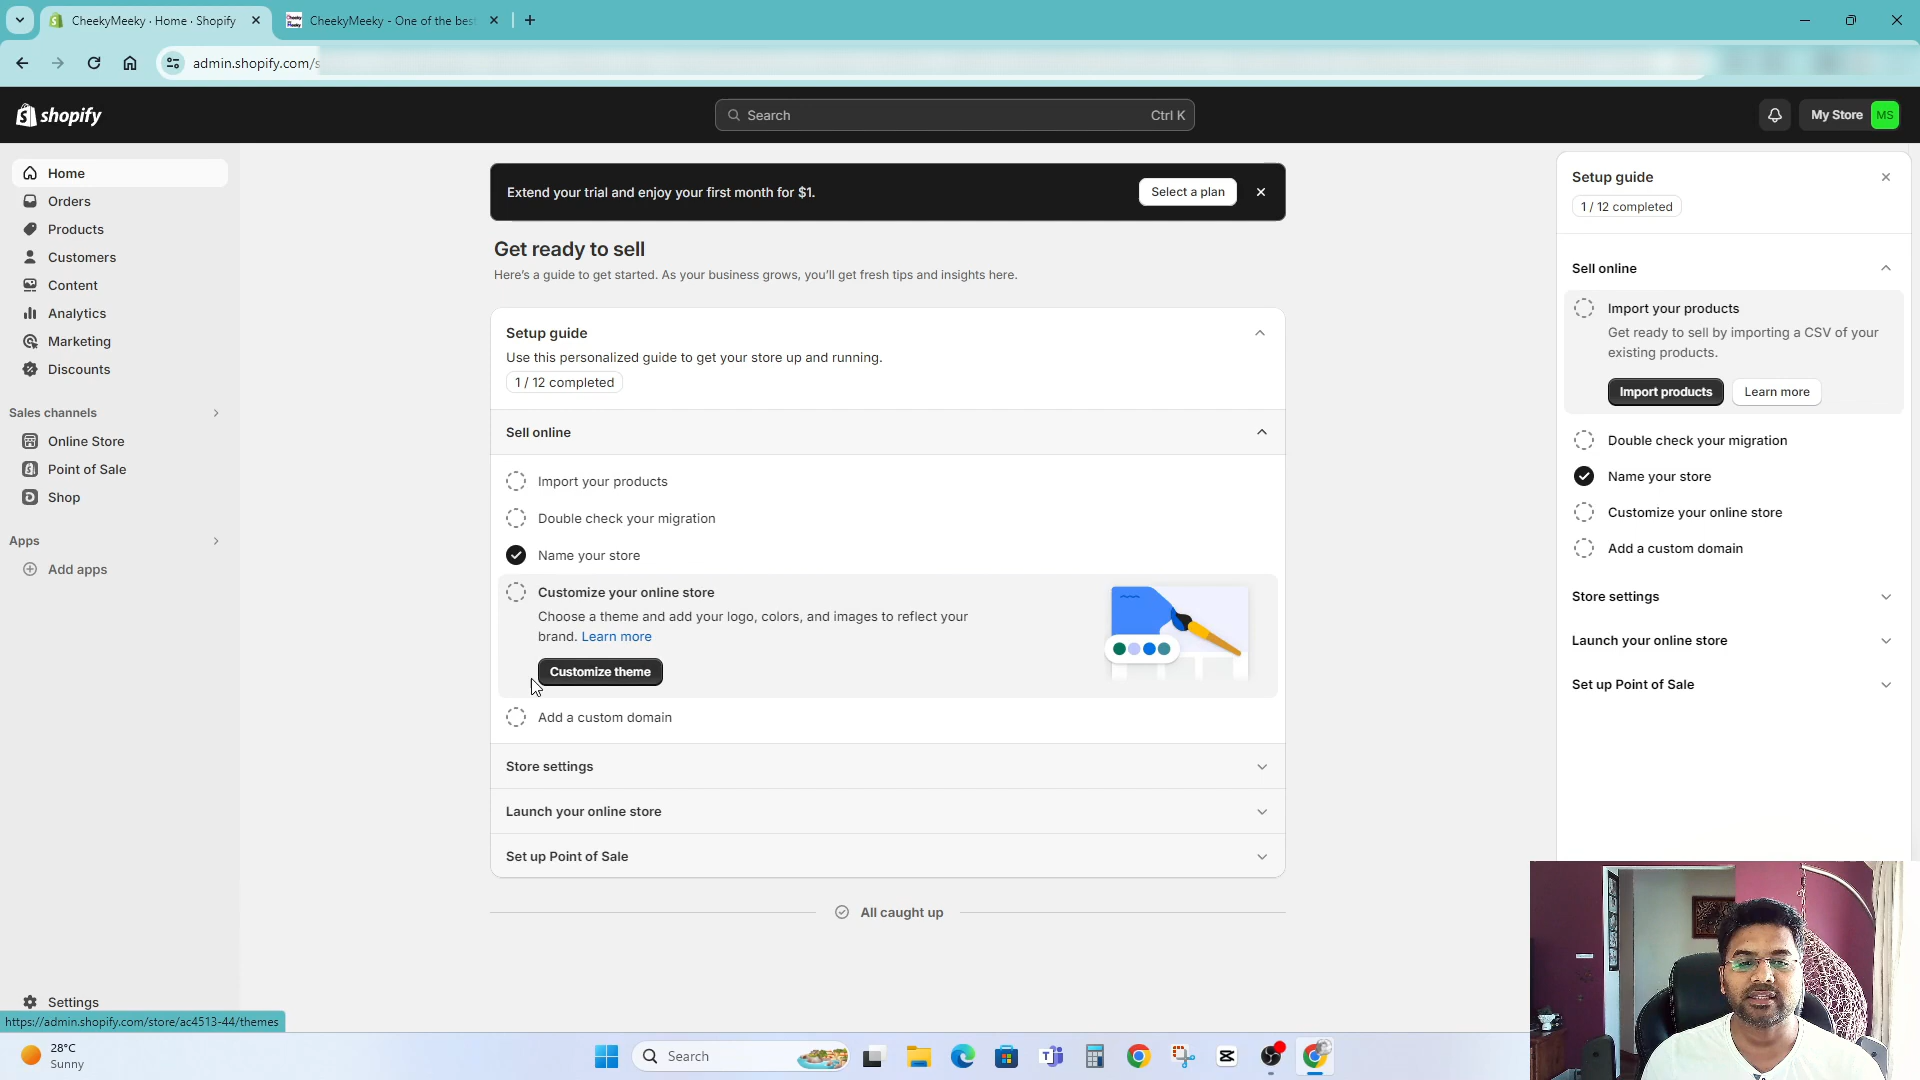 CheekyMeeky · Home · Shopify
CheekyMeeky - One of the bes
admin.shopify.com/s
shopify
Search
Ctrl K
My Store
MS
Home
Orders
Products
Customers
Content
Analytics
Marketing
Discounts
Sales channels
Online Store
Point of Sale
Shop
Apps
Add apps
Settings
https://admin.shopify.com/store/ac4513-44/themes
Extend your trial and enjoy your first month for $1.
Select a plan
Get ready to sell
Here's a guide to get started. As your business grows, you'll get fresh tips and insights here.
Setup guide
Use this personalized guide to get your store up and running.
1 / 12 completed
Sell online
Import your products
Double check your migration
Name your store
Customize your online store
Choose a theme and add your logo, colors, and images to reflect your
brand. Learn more
Customize theme
Add a custom domain
Store settings
Launch your online store
Set up Point of Sale
All caught up
Setup guide
1 / 12 completed
Sell online
Import your products
Get ready to sell by importing a CSV of your
existing products.
Import products
Learn more
Double check your migration
Name your store
Customize your online store
Add a custom domain
Store settings
Launch your online store
Set up Point of Sale
28°C
Sunny
Search